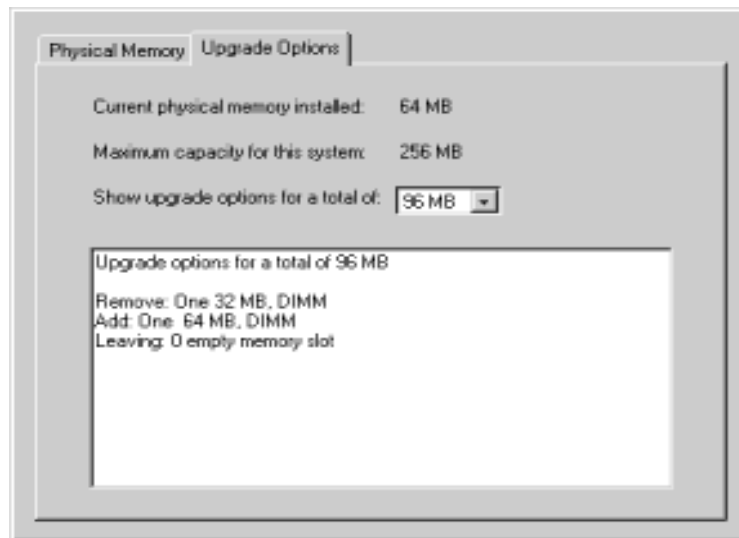 Physical Memory Upgrade Options
Current physical memory installed: 64 MB
Maximum capacity for this system: 256 MB
Show upgrade options for a total of: 96 MB
Upgrade options for a total of 96 MB
Remove: One 32 MB, DIMM
Add: One 64 MB, DIMM
Leaving: 0 empty memory slot